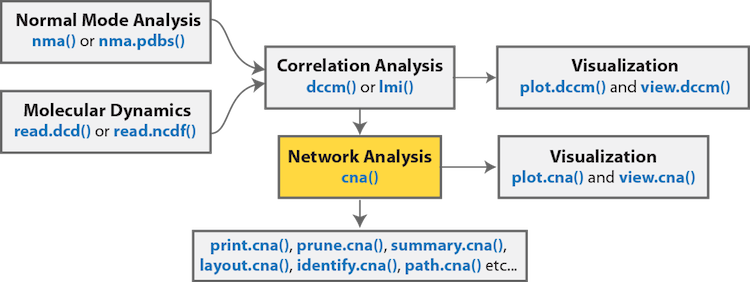 Normal Mode Analysis
nma() or nma.pdbs()
Molecular Dynamics
read.dcd() or read.ncdf()
Correlation Analysis
dccm() or lmi()
Visualization
plot.dccm() and view.dccm()
Network Analysis
cna()
Visualization
plot.cna() and view.cna()
print.cna(), prune.cna(), summary.cna(),
layout.cna(), identify.cna(), path.cna() etc...